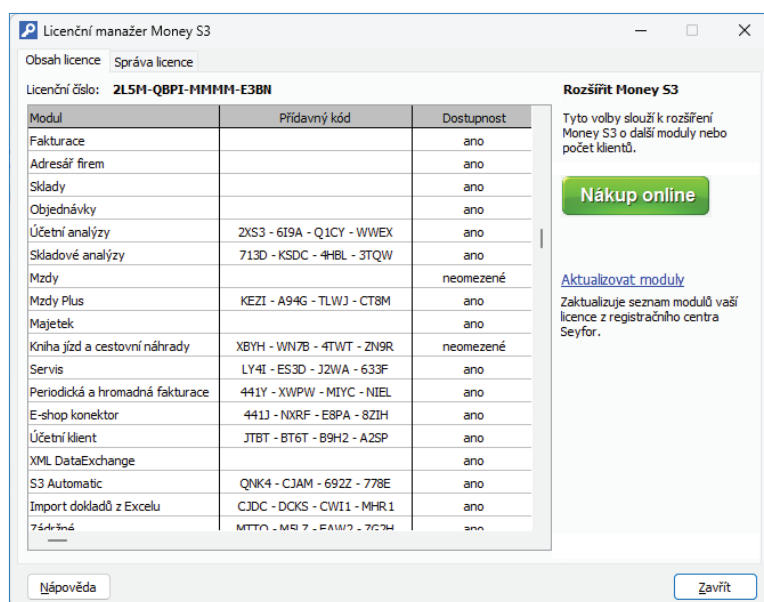 Licenční manažer Money S3
Obsah licence Správa licence
Licenční číslo: 2L5M-QBPI-MMMM-E3BN
Modul Přídavný kód Dostupnost
Fakturace ano
Adresář firem ano
Sklady ano
Objednávky ano
Účetní analýzy 2XS3 - 6I9A - Q1CY - WWEX ano
Skladové analýzy 713D - KSDC - 4HBL - 3TQW ano
Mzdy neomezené
Mzdy Plus KEZI - A94G - TLWJ - CT8M ano
Majetek ano
Kniha jízd a cestovní náhrady XBYH - WN7B - 4TWT - ZN9R neomezené
Servis LY4I - ES3D - J2WA - 633F ano
Periodická a hromadná fakturace 441Y - XWPW - MIYC - NIEL ano
E-shop konektor 441J - NXRF - E8PA - 8ZIH ano
Účetní klient JTBT - BT6T - B9H2 - A2SP ano
XML DataExchange ano
S3 Automatic QNK4 - CJAM - 692Z - 778E ano
Import dokladů z Excelu CJDC - DCKS - CWI1 - MHR1 ano
Zádržné ano
Rozšířit Money S3
Tyto volby slouží k rozšíření
Money S3 o další moduly nebo
počet klientů.
Nákup online
Aktualizovat moduly
Zaktualizuje seznam modulů vaší
licence z registračního centra
Seyfor.
Nápověda Zavřít